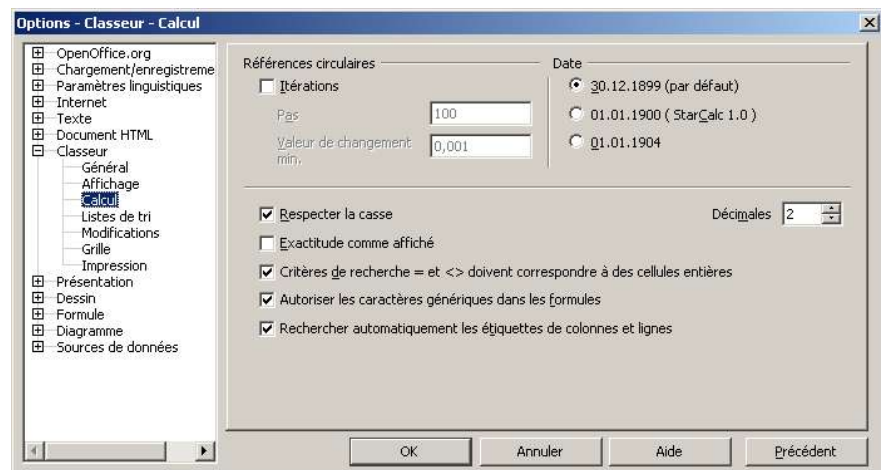 Options - Classeur - Calcul
OpenOffice.org
Chargement/enregistreme
Paramètres linguistiques
Internet
Texte
Document HTML
Classeur
Général
Affichage
Calcul
Listes de tri
Modifications
Grille
Impression
Présentation
Dessin
Formule
Diagramme
Sources de données
Références circulaires
Itérations
Pas 100
Valeur de changement min. 0,001
Date
30.12.1899 (par défaut)
01.01.1900 ( StarCalc 1.0 )
01.01.1904
Respecter la casse
Décimales 2
Exactitude comme affiché
Critères de recherche = et <> doivent correspondre à des cellules entières
Autoriser les caractères génériques dans les formules
Rechercher automatiquement les étiquettes de colonnes et lignes
OK
Annuler
Aide
Précédent